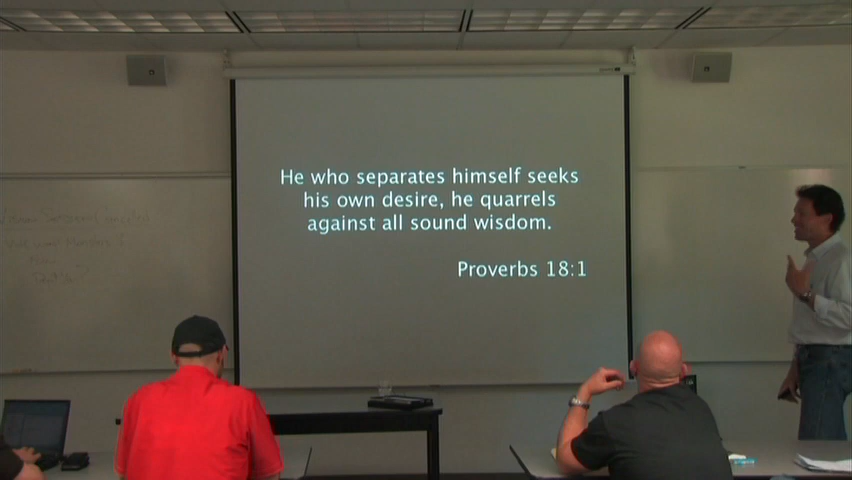 He who separates himself seeks
his own desire, he quarrels
against all sound wisdom.
Proverbs 18:1